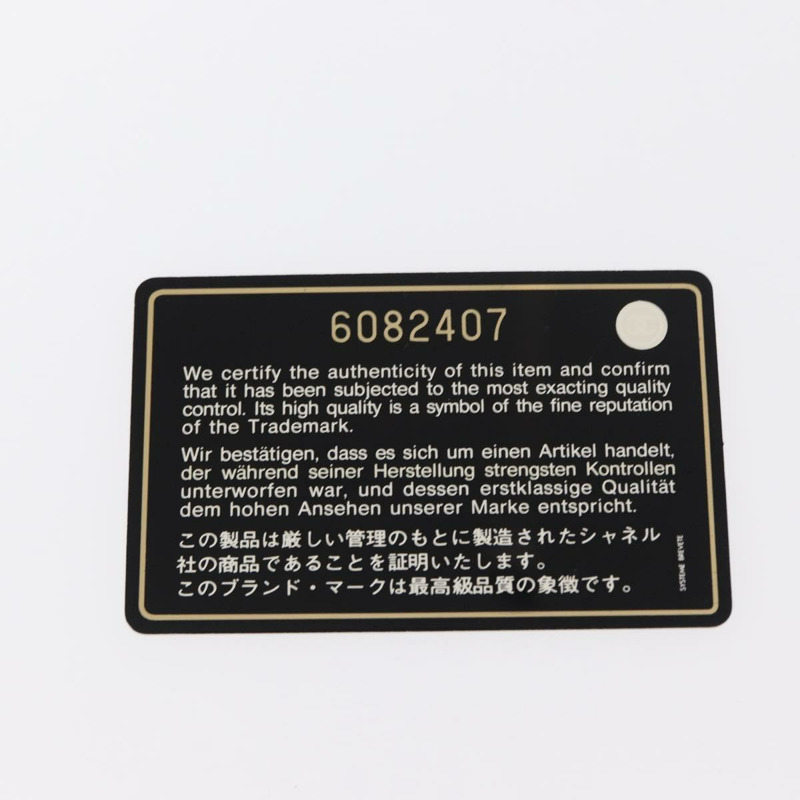 6082407
We certify the authenticity of this item and confirm
that it has been subjected to the most exacting quality
control. Its high quality is a symbol of the fine reputation
of the Trademark.
Wir bestätigen, dass es sich um einen Artikel handelt,
der während seiner Herstellung strengsten Kontrollen
unterworfen war, und dessen erstklassige Qualität
dem hohen Ansehen unserer Marke entspricht.
この製品は厳しい管理のもとに製造されたシャネル
社の商品であることを証明いたします。
このブランド・マークは最高級品質の象徴です。
SYSTEME BREVETE